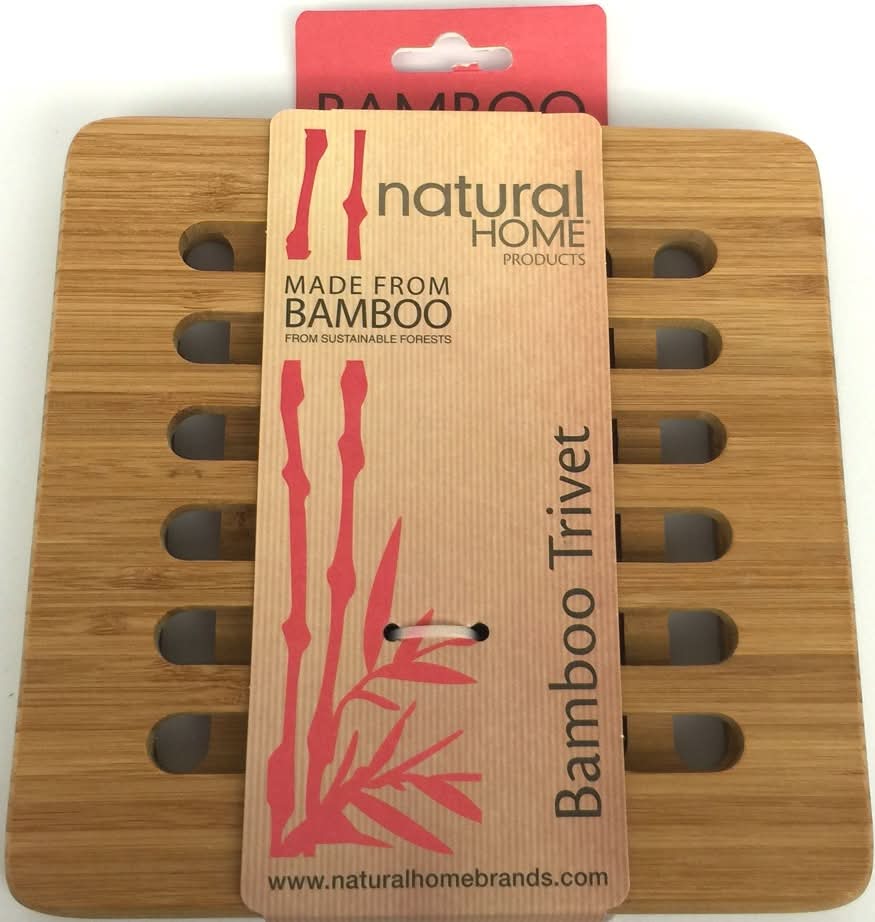 BAMBOO
natural
HOME®
PRODUCTS
MADE FROM
BAMBOO
FROM SUSTAINABLE FORESTS
Bamboo Trivet
www.naturalhomebrands.com